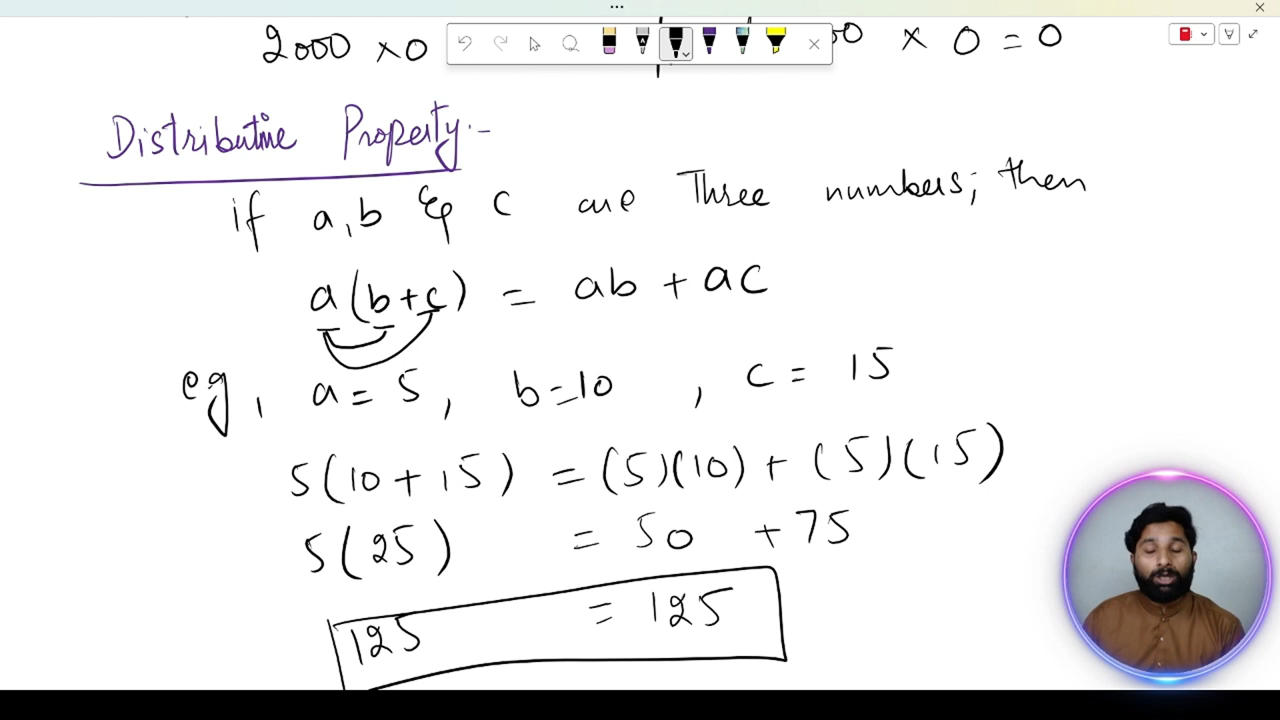 2000 × 0 00 × 0 = 0
Distributive Property:-
if a, b & c are Three numbers; then
a(b+c) = ab + ac
eg, a = 5, b=10, c = 15
5(10 + 15) = (5)(10) + (5)(15)
5(25) = 50 + 75
125 = 125